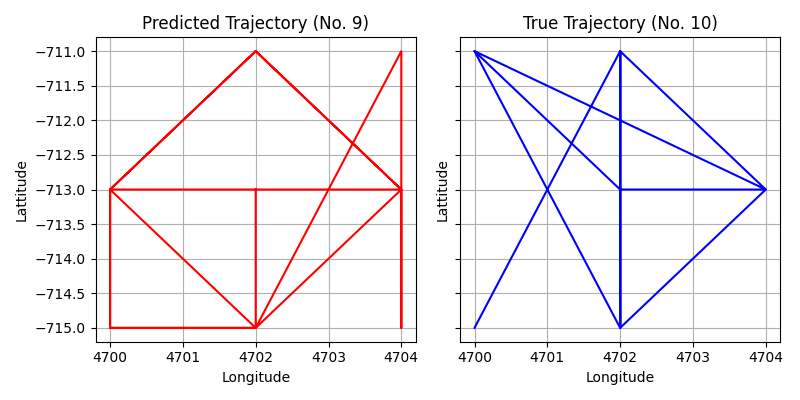 Predicted Trajectory (No. 9)
True Trajectory (No. 10)
−711.0
−711.5
−712.0
−712.5
−713.0
−713.5
−714.0
−714.5
−715.0
Lattitude
Lattitude
4700 4701 4702 4703 4704
4700 4701 4702 4703 4704
Longitude
Longitude